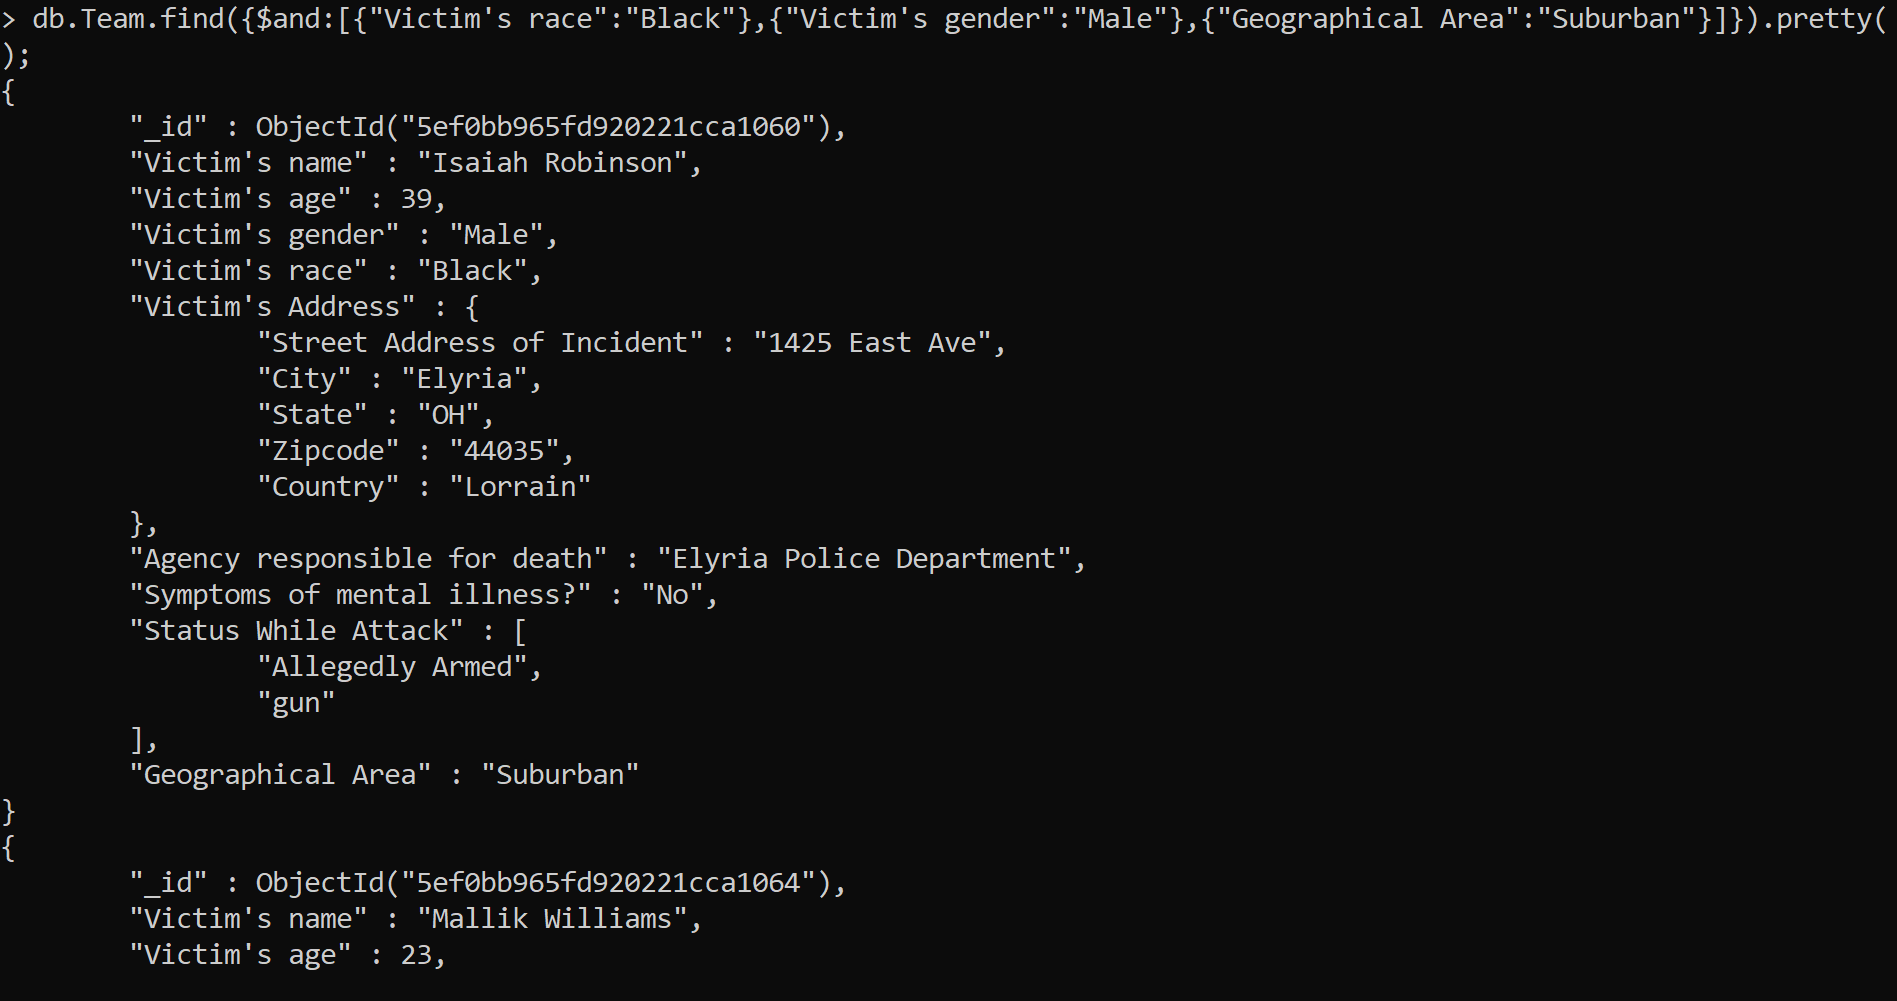 > db.Team.find({$and:[{"Victim's race":"Black"},{"Victim's gender":"Male"},{"Geographical Area":"Suburban"}]}).pretty(
);
{
        "_id" : ObjectId("5ef0bb965fd920221cca1060"),
        "Victim's name" : "Isaiah Robinson",
        "Victim's age" : 39,
        "Victim's gender" : "Male",
        "Victim's race" : "Black",
        "Victim's Address" : {
                "Street Address of Incident" : "1425 East Ave",
                "City" : "Elyria",
                "State" : "OH",
                "Zipcode" : "44035",
                "Country" : "Lorrain"
        },
        "Agency responsible for death" : "Elyria Police Department",
        "Symptoms of mental illness?" : "No",
        "Status While Attack" : [
                "Allegedly Armed",
                "gun"
        ],
        "Geographical Area" : "Suburban"
}
{
        "_id" : ObjectId("5ef0bb965fd920221cca1064"),
        "Victim's name" : "Mallik Williams",
        "Victim's age" : 23,